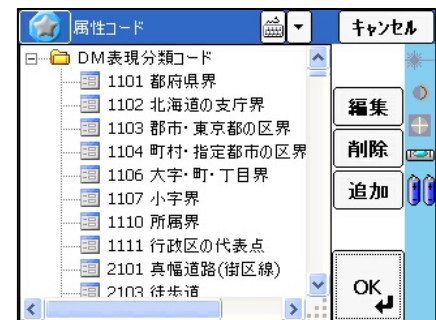 属性コード
キャンセル
DM表現分類コード
1101 都府県界
1102 北海道の支庁界
1103 郡市・東京都の区界
1104 町村・指定都市の区界
1106 大字・町・丁目界
1107 小字界
1110 所属界
1111 行政区の代表点
2101 真幅道路(街区線)
2103 徒歩道
編集
削除
追加
OK